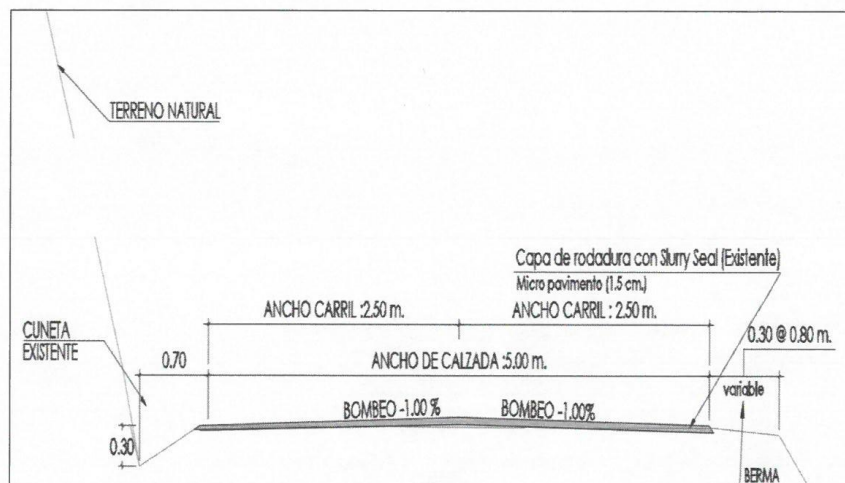 TERRENO NATURAL
Capa de rodadura con Slurry Seal (Existente)
Micro pavimento (1.5 cm.)
ANCHO CARRIL :2.50 m.
ANCHO CARRIL : 2.50 m.
CUNETA
EXISTENTE
0.30 @ 0.80 m.
0.70
ANCHO DE CALZADA :5.00 m.
variable
BOMBEO -1.00 %
BOMBEO -1.00%
0.30
BERMA